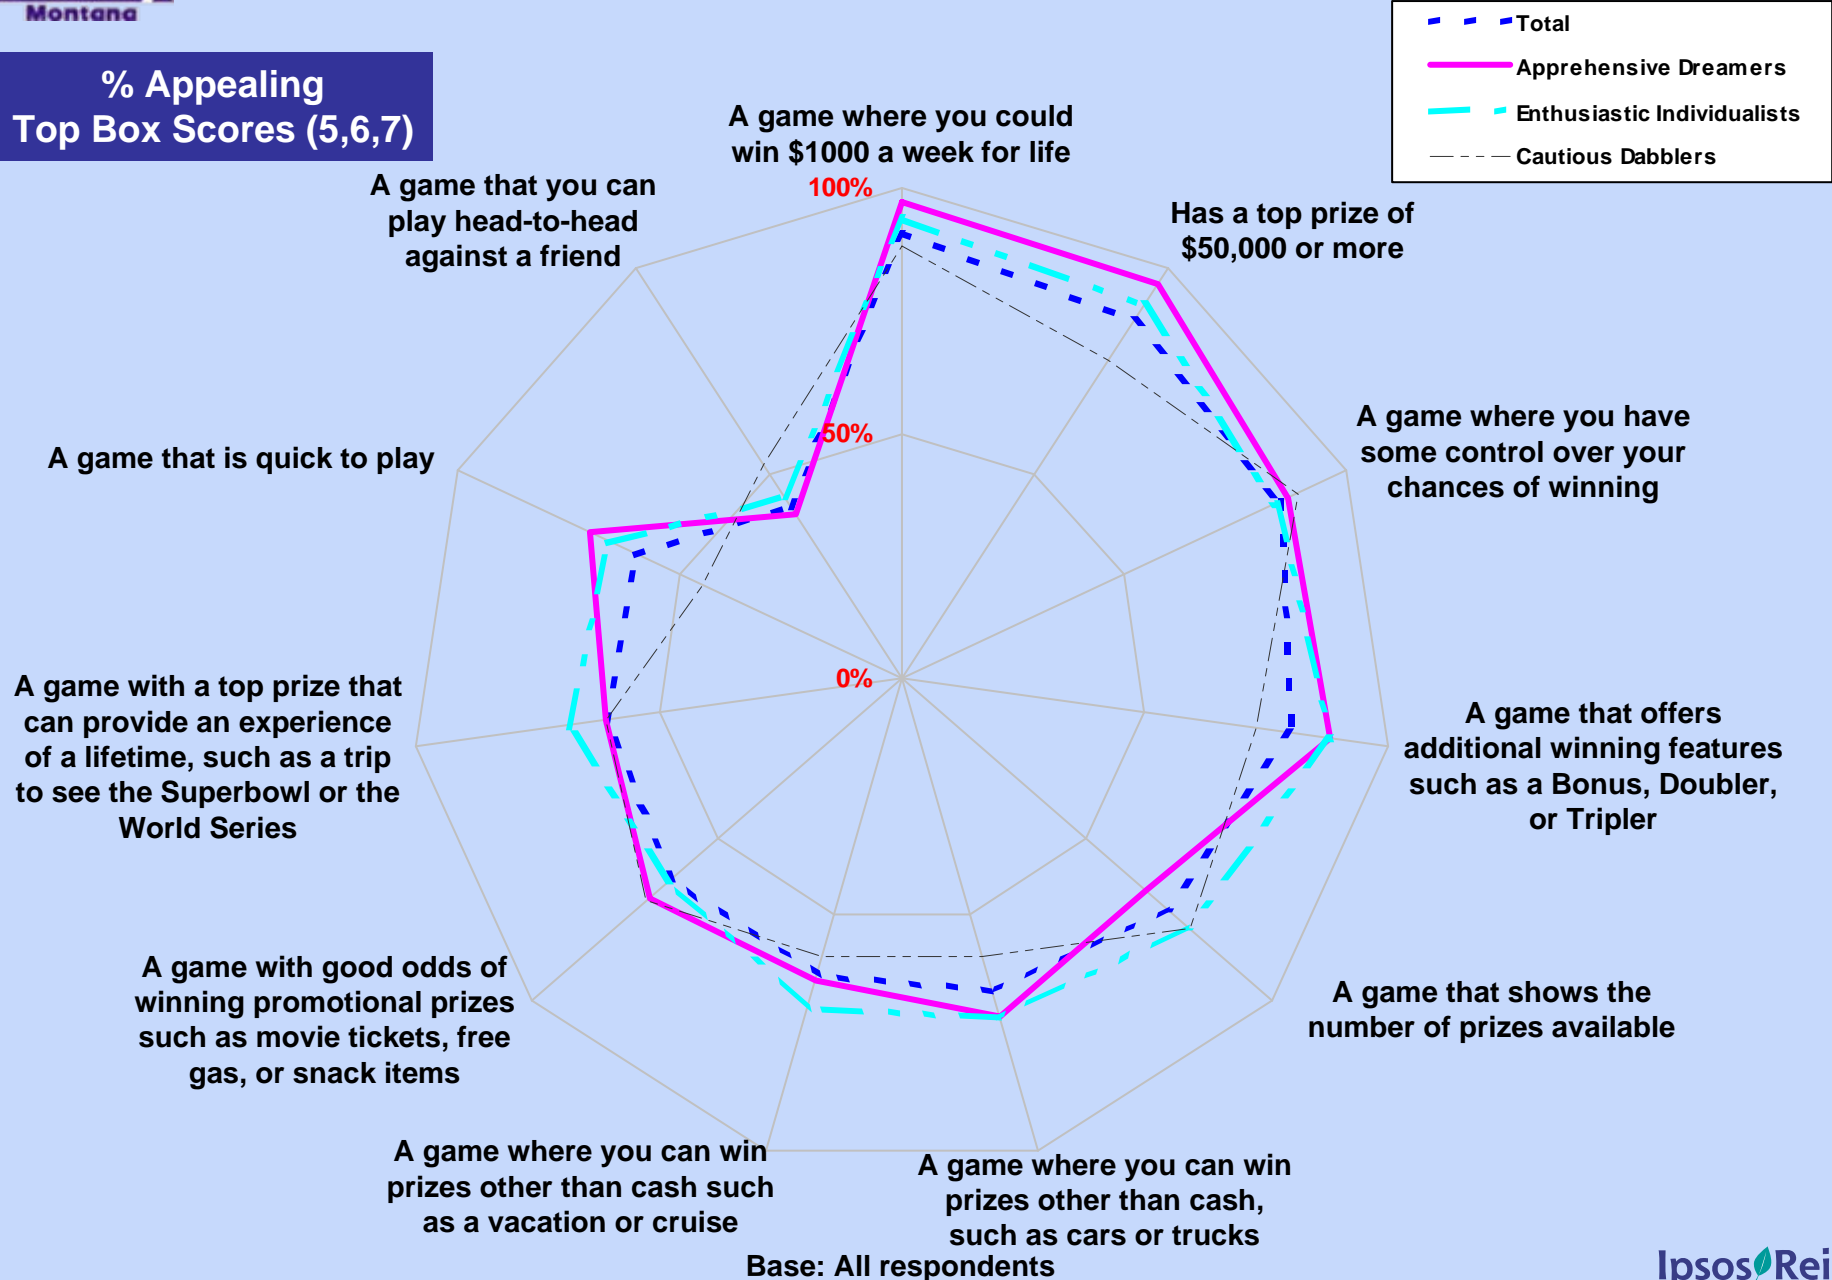 Montana
% Appealing
Top Box Scores (5,6,7)
Total
Apprehensive Dreamers
Enthusiastic Individualists
Cautious Dabblers
A game where you could
win $1000 a week for life
100%
50%
0%
Has a top prize of
$50,000 or more
A game where you have
some control over your
chances of winning
A game that offers
additional winning features
such as a Bonus, Doubler,
or Tripler
A game that shows the
number of prizes available
A game where you can win
prizes other than cash,
such as cars or trucks
A game where you can win
prizes other than cash such
as a vacation or cruise
A game with good odds of
winning promotional prizes
such as movie tickets, free
gas, or snack items
A game with a top prize that
can provide an experience
of a lifetime, such as a trip
to see the Superbowl or the
World Series
A game that is quick to play
A game that you can
play head-to-head
against a friend
Base: All respondents
Ipsos Rei